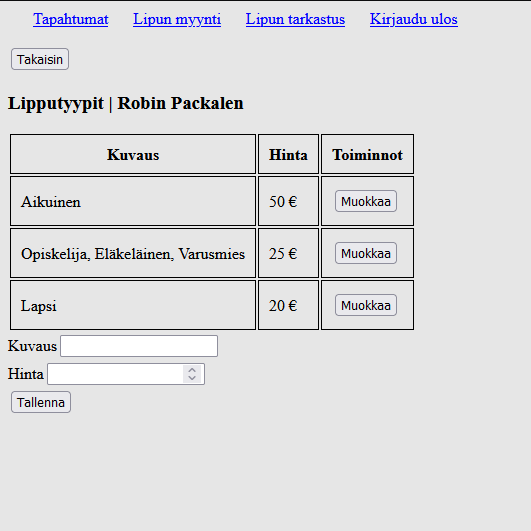 Tapahtumat Lipun myynti Lipun tarkastus Kirjaudu ulos
Takaisin
Lipputyypit | Robin Packalen
Kuvaus Hinta Toiminnot
Aikuinen 50 € Muokkaa
Opiskelija, Eläkeläinen, Varusmies 25 € Muokkaa
Lapsi 20 € Muokkaa
Kuvaus
Hinta
Tallenna